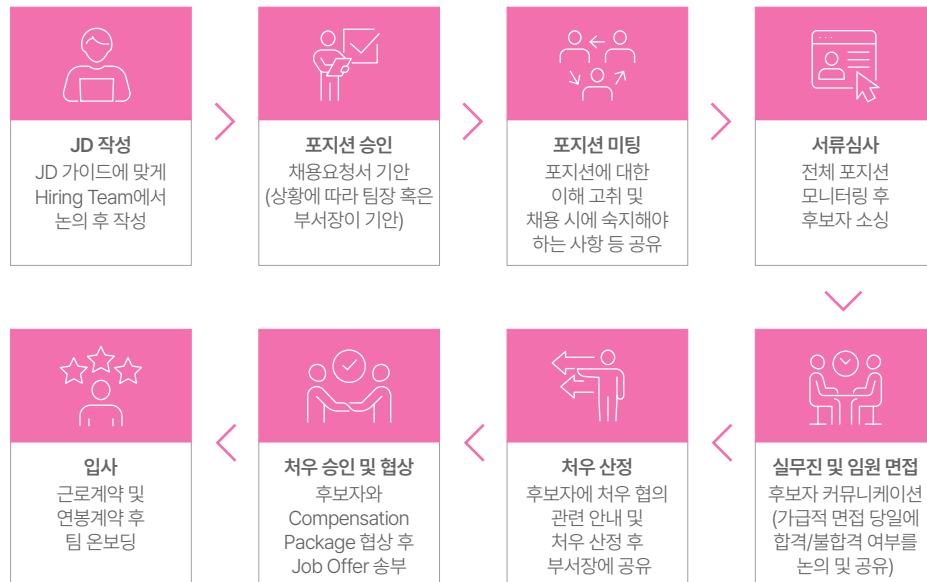 JD 작성
JD 가이드에 맞게
Hiring Team에서
논의 후 작성
포지션 승인
채용요청서 기안
(상황에 따라 팀장 혹은
부서장이 기안)
포지션 미팅
포지션에 대한
이해 고취 및
채용 시에 숙지해야
하는 사항 등 공유
서류심사
전체 포지션
모니터링 후
후보자 소싱
실무진 및 임원 면접
후보자 커뮤니케이션
(가급적 면접 당일에
합격/불합격 여부를
논의 및 공유)
처우 산정
후보자에 처우 협의
관련 안내 및
처우 산정 후
부서장에 공유
처우 승인 및 협상
후보자와
Compensation
Package 협상 후
Job Offer 송부
입사
근로계약 및
연봉계약 후
팀 온보딩